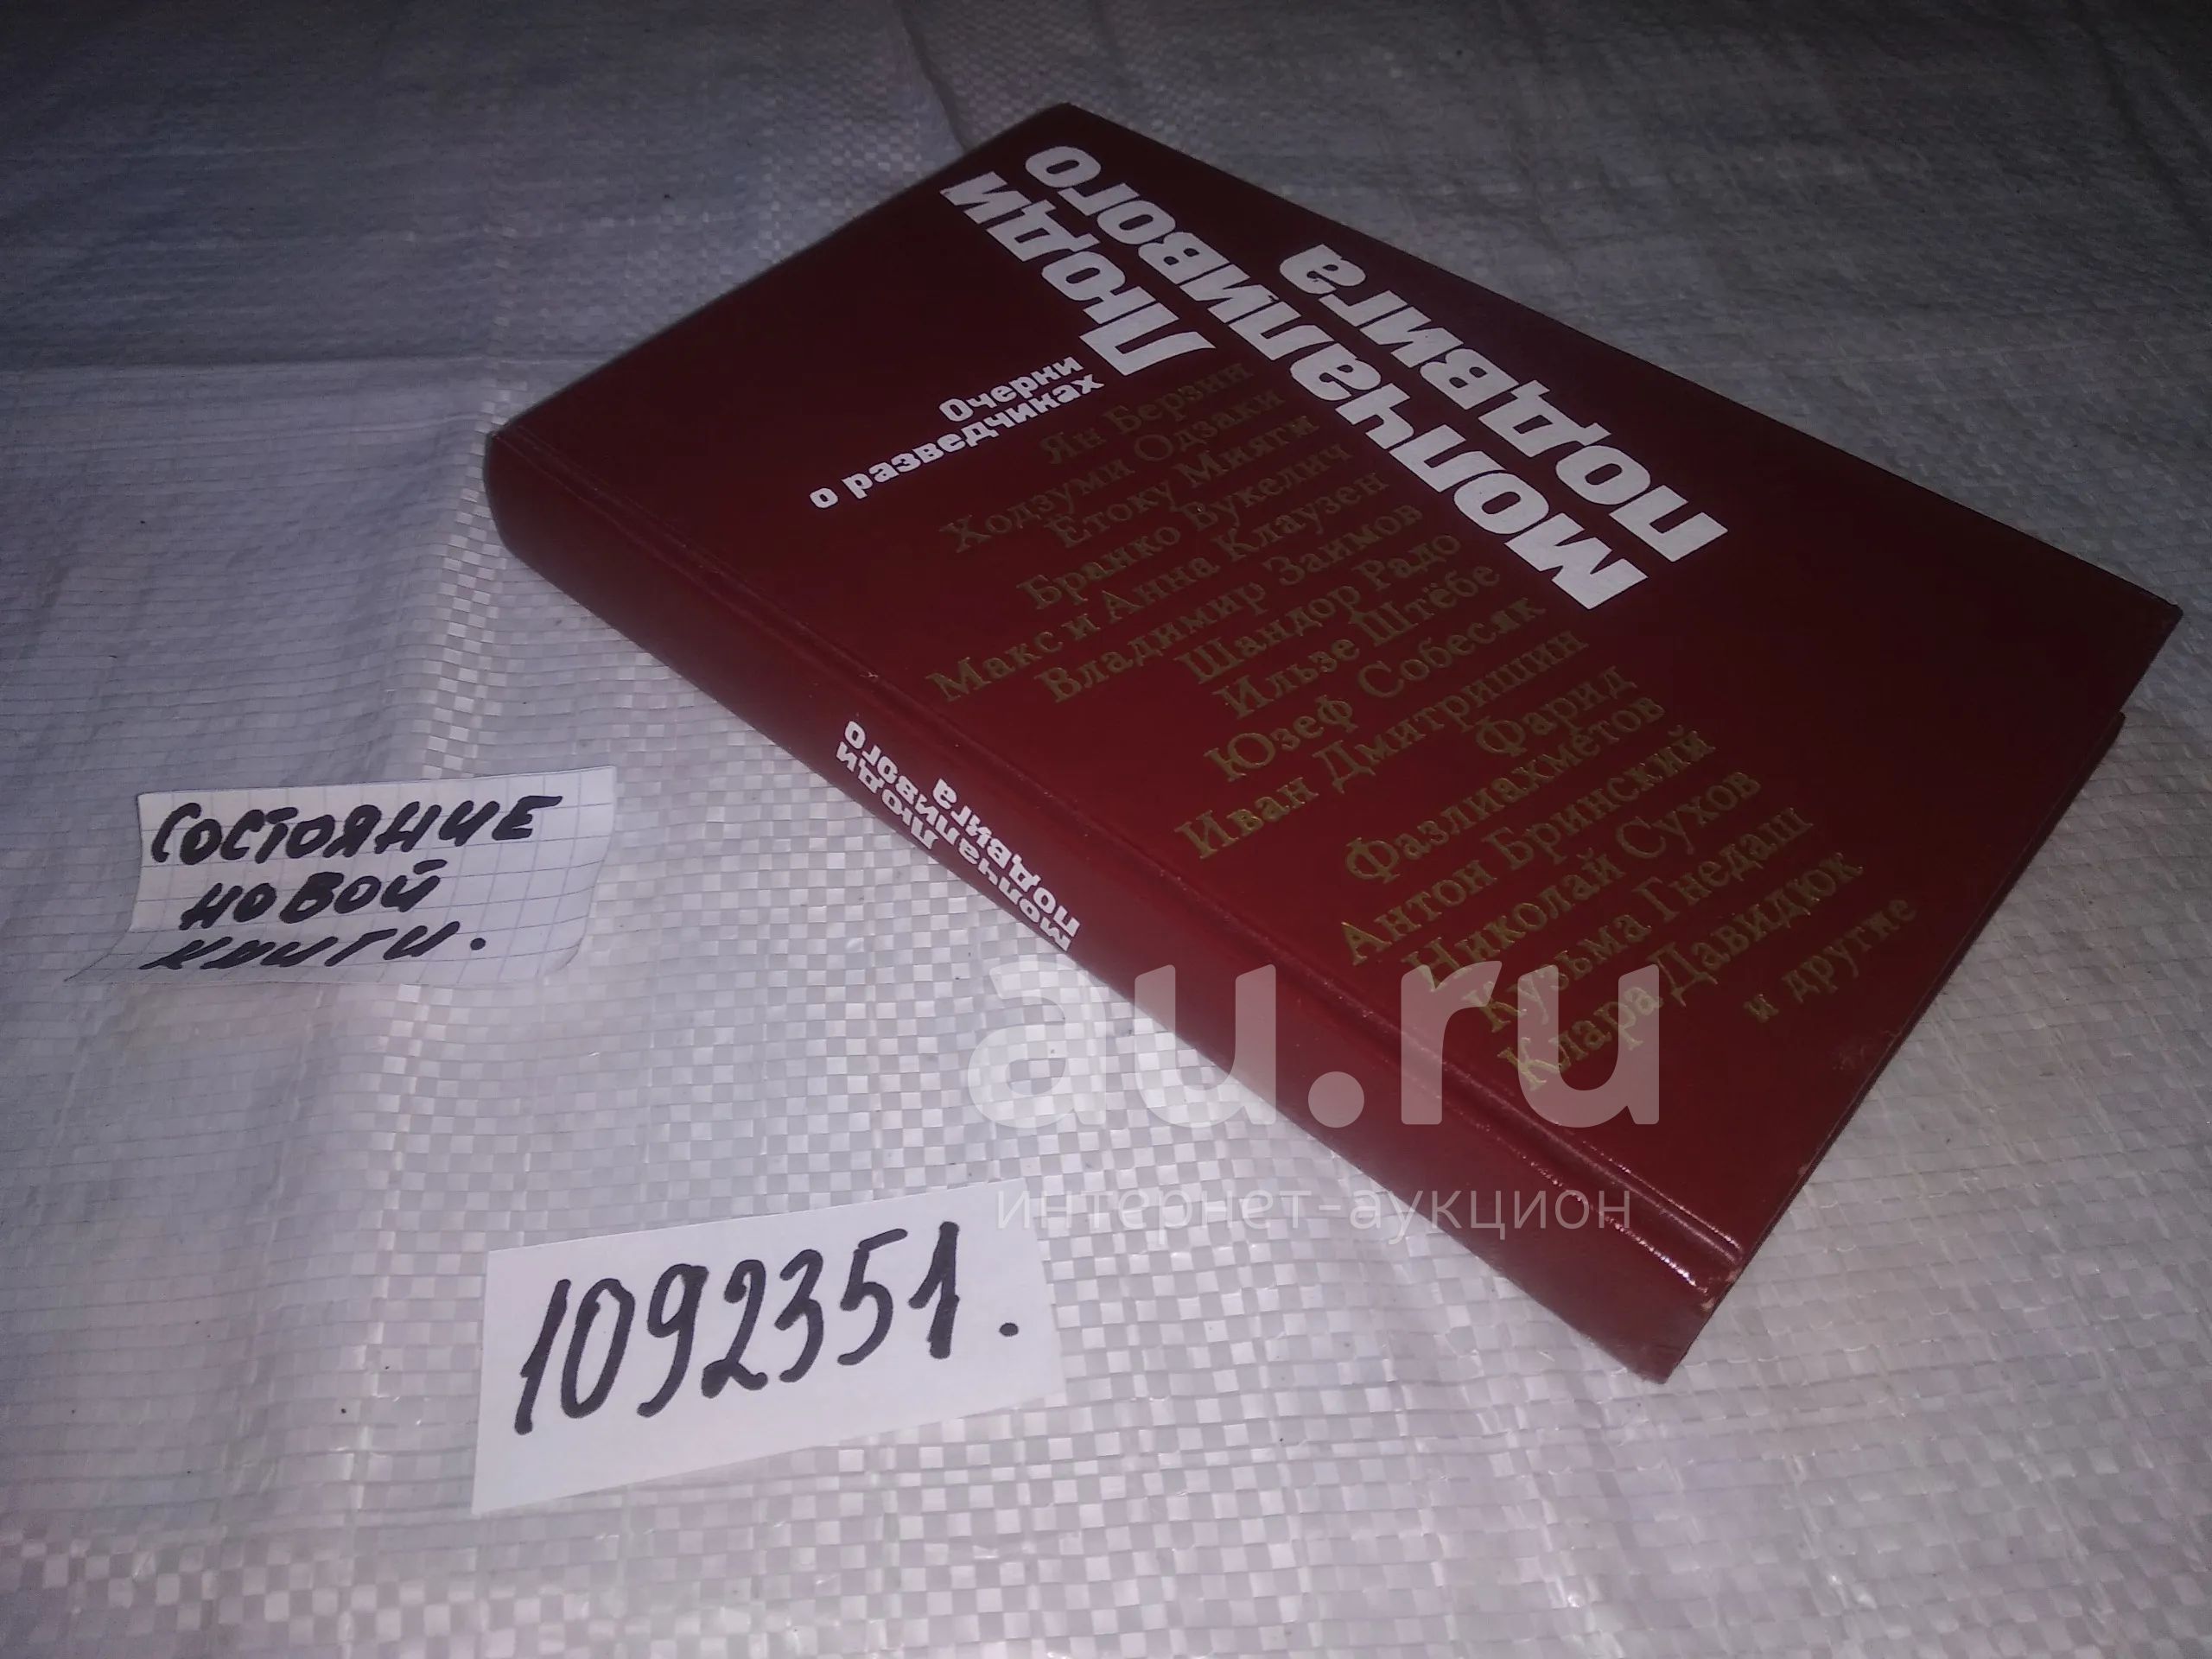 Люди
молчаливого
подвига
Очерки
о разведчиках
Ян Берзин
Ходзуми Одзаки
Ётоку Мияги
Бранко Вукелич
Макс и Анна Клаузен
Владимир Заимов
Шандор Радо
Ильзе Штёбе
Юзеф Собесяк
Иван Дмитришин
Фарид
Фазлиахметов
Антон Бринский
Николай Сухов
Кузьма Гнедаш
Клара Давидюк
и другие
Люди
молчаливого
подвига
СОСТОЯНИЕ
НОВОЙ
КНИГИ.
1092351.
au.ru
интернет-аукцион